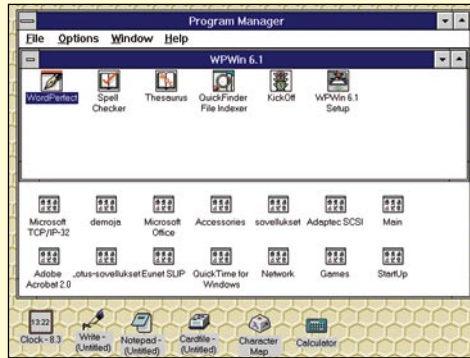 Program Manager
File Options Window Help
WPWin 6.1
WordPerfect
Spell
Checker
Thesaurus
QuickFinder
File Indexer
KickOff
WPWin 6.1
Setup
Microsoft
TCP/IP-32
demoja
Microsoft
Office
Accessories
sovellukset
Adaptec SCSI
Main
Adobe
Acrobat 2.0
.otus-sovellukset
Eunet SLIP
QuickTime for
Windows
Network
Games
StartUp
13:22
Clock - 8.3
Write -
(Untitled)
Notepad -
(Untitled)
Cardfile -
(Untitled)
Character
Map
Calculator